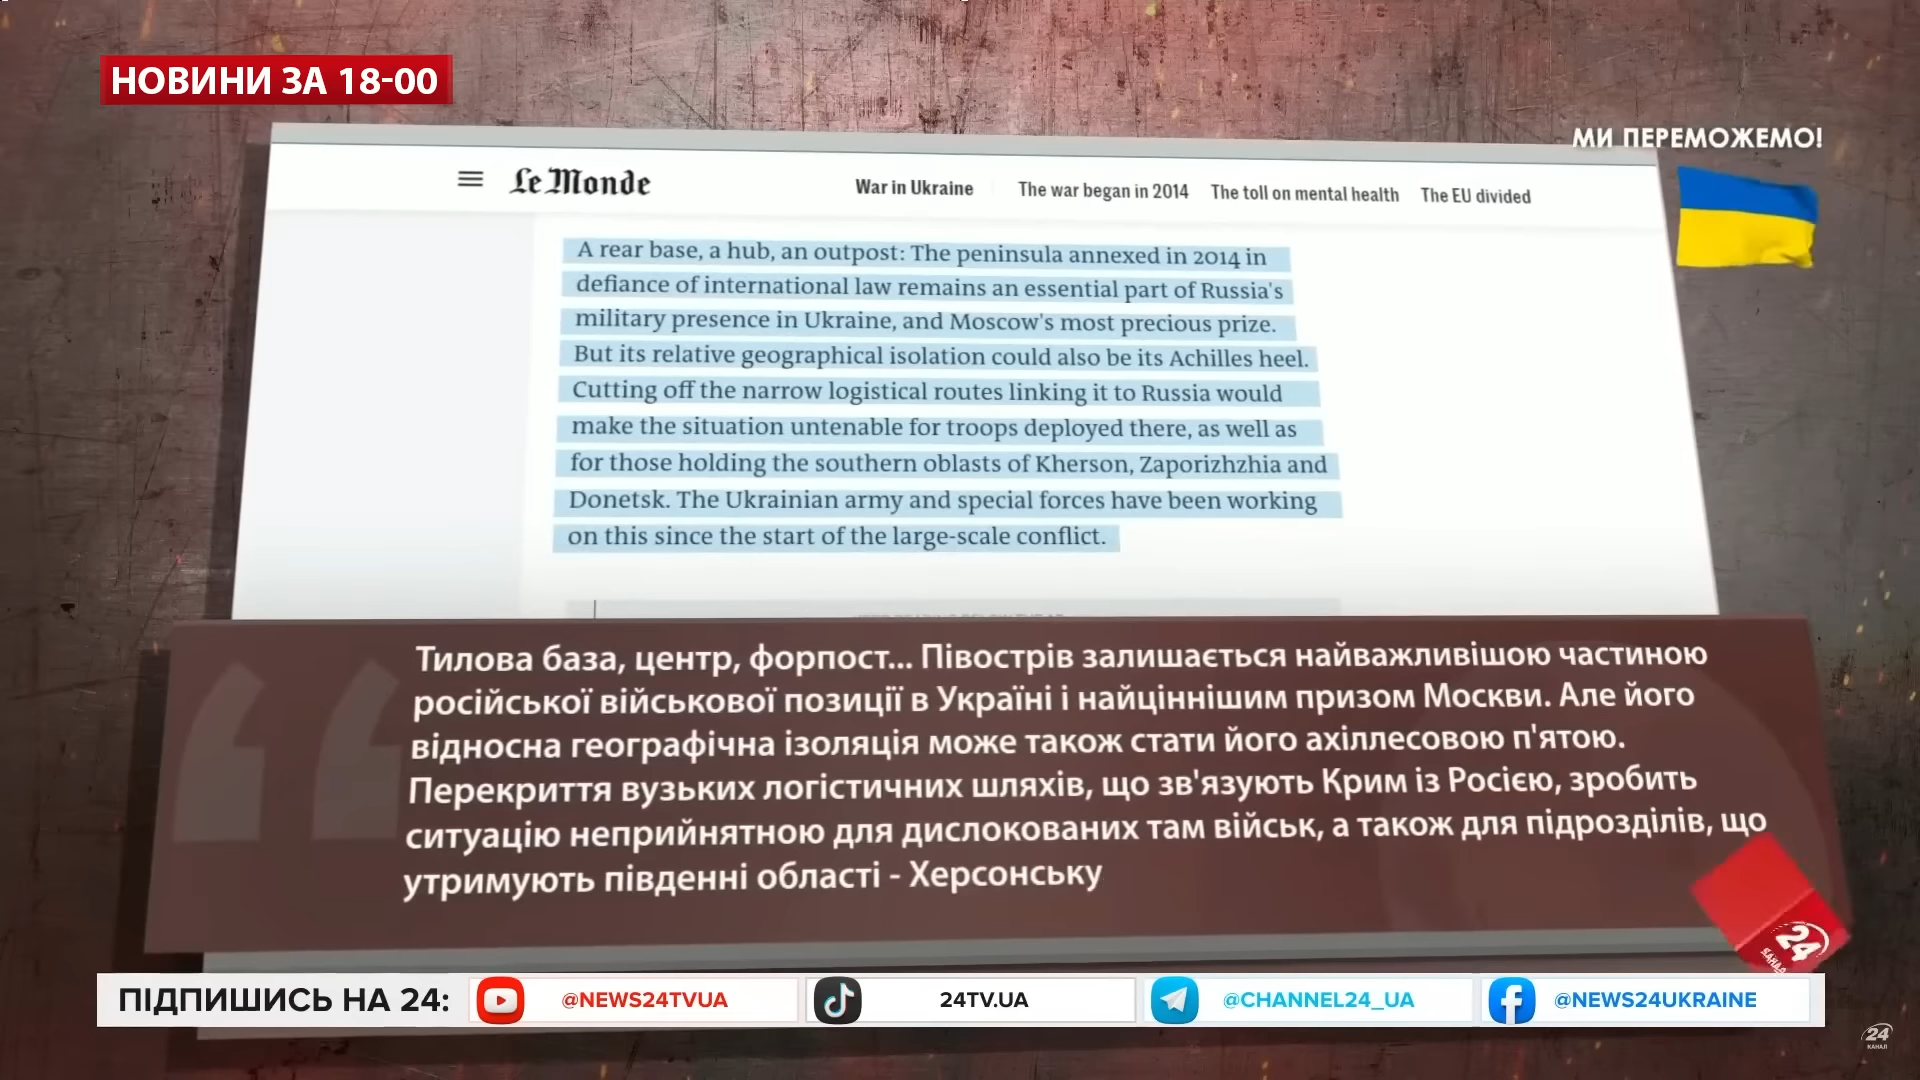 НОВИНИ ЗА 18-00
МИ ПЕРЕМОЖЕМО!
Le Monde
War in Ukraine
The war began in 2014
The toll on mental health
The EU divided
A rear base, a hub, an outpost: The peninsula annexed in 2014 in
defiance of international law remains an essential part of Russia's
military presence in Ukraine, and Moscow's most precious prize.
But its relative geographical isolation could also be its Achilles heel.
Cutting off the narrow logistical routes linking it to Russia would
make the situation untenable for troops deployed there, as well as
for those holding the southern oblasts of Kherson, Zaporizhzhia and
Donetsk. The Ukrainian army and special forces have been working
on this since the start of the large-scale conflict.
Тилова база, центр, форпост... Півострів залишається найважливішою частиною
російської військової позиції в Україні і найціннішим призом Москви. Але його
відносна географічна ізоляція може також стати його ахіллесовою п'ятою.
Перекриття вузьких логістичних шляхів, що зв'язують Крим із Росією, зробить
ситуацію неприйнятною для дислокованих там військ, а також для підрозділів, що
утримують південні області - Херсонську
24
КАНАЛ
ПІДПИШИСЬ НА 24:
@NEWS24TVUA
24TV.UA
@CHANNEL24_UA
@NEWS24UKRAINE
24
КАНАЛ